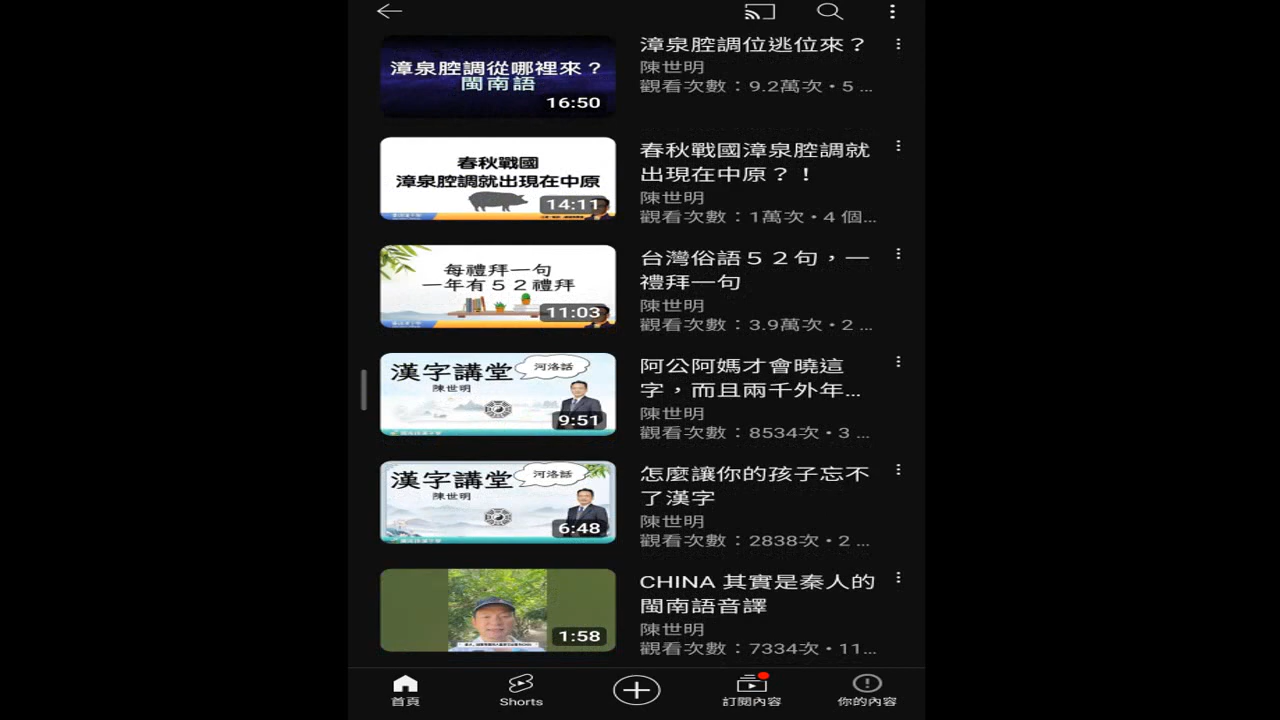 漳泉腔調從哪裡來？
閩南語
16:50
漳泉腔調位逃位來？
陳世明
觀看次數：9.2萬次・5 ...
春秋戰國
漳泉腔調就出現在中原
14:11
春秋戰國漳泉腔調就
出現在中原？！
陳世明
觀看次數：1萬次・4 個...
每禮拜一句
一年有５２禮拜
11:03
台灣俗語５２句，一
禮拜一句
陳世明
觀看次數：3.9萬次・2 ...
漢字講堂
河洛話
陳世明
9:51
阿公阿媽才會曉這
字，而且兩千外年...
陳世明
觀看次數：8534次・3 ...
漢字講堂
河洛話
陳世明
6:48
怎麼讓你的孩子忘不
了漢字
陳世明
觀看次數：2838次・2 ...
1:58
CHINA 其實是秦人的
閩南語音譯
陳世明
觀看次數：7334次・11...
首頁
Shorts
訂閱內容
你的內容